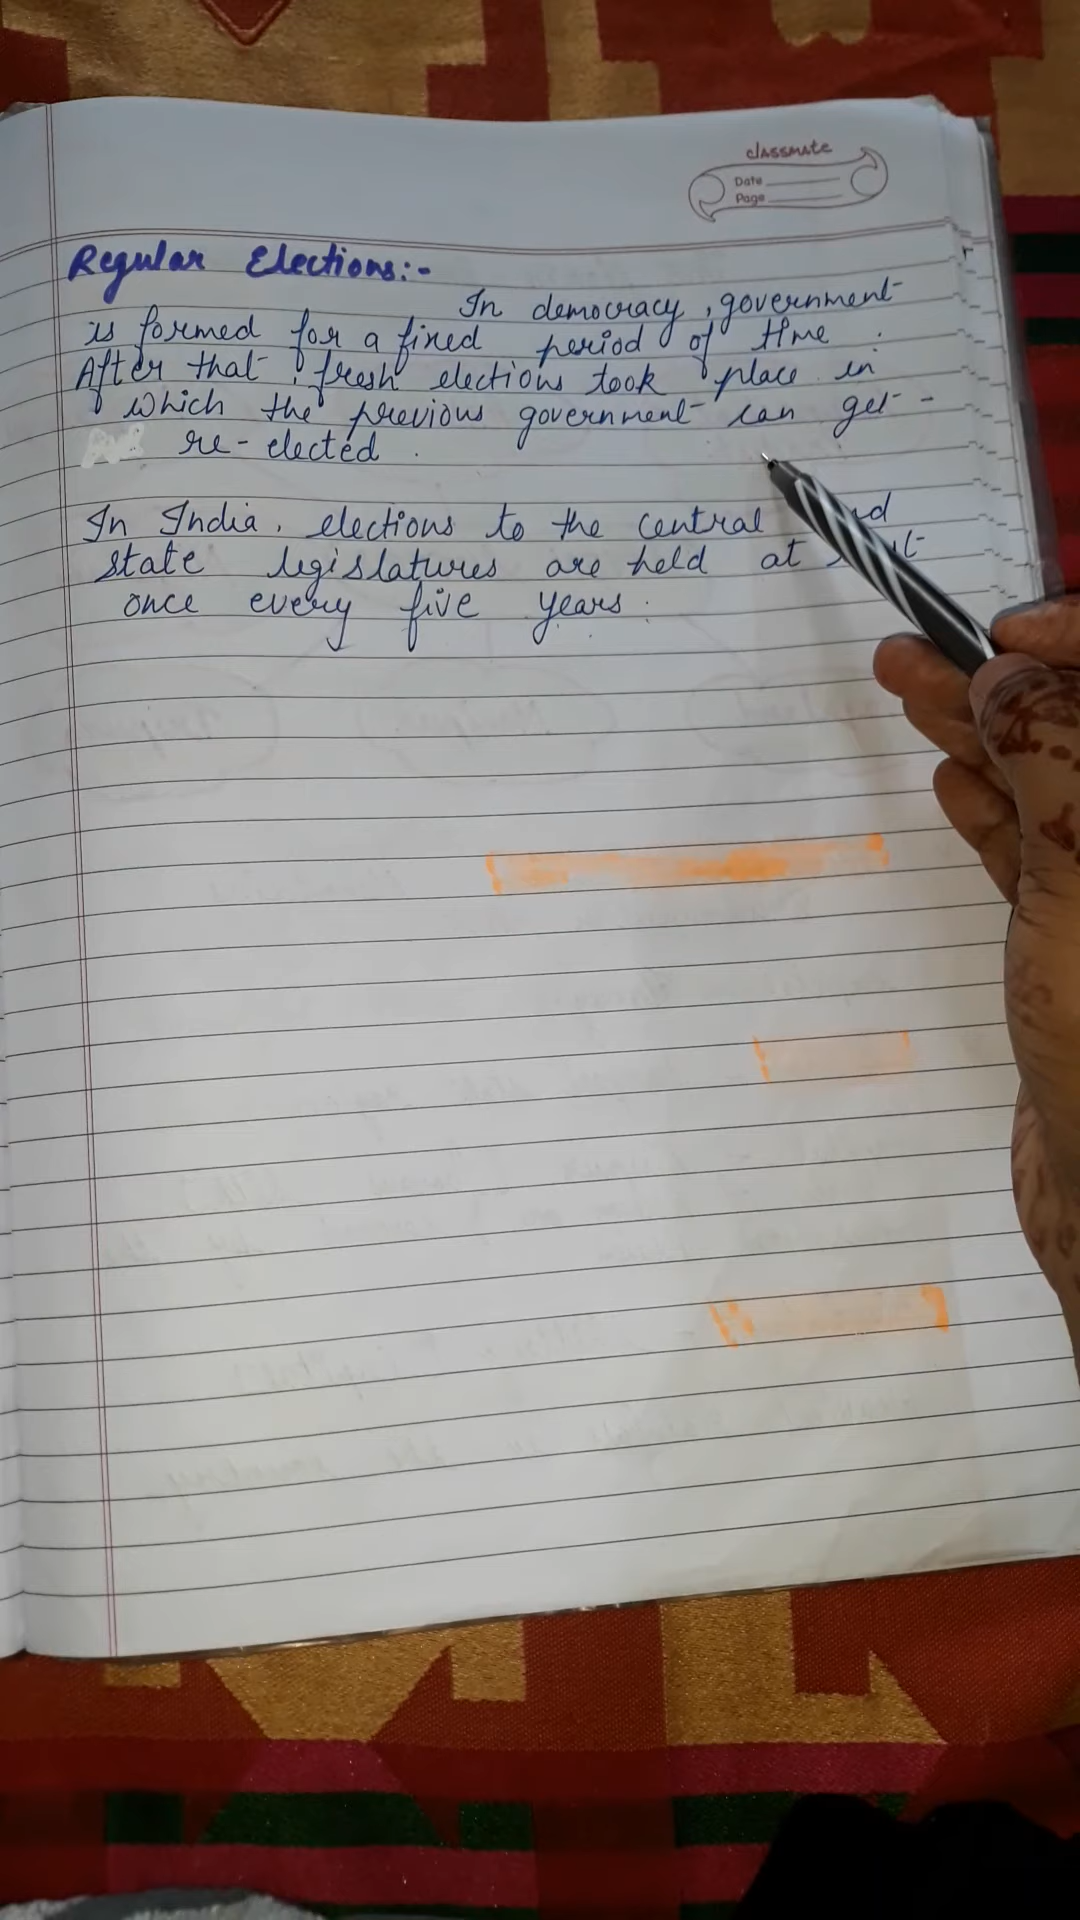 classmate
Date
Page
Regular Elections:-
In democracy, government
is formed for a fixed period of time.
After that, fresh elections took place in
which the previous government can get-
re-elected.
In India, elections to the central
state legislatures are held at
once every five years.